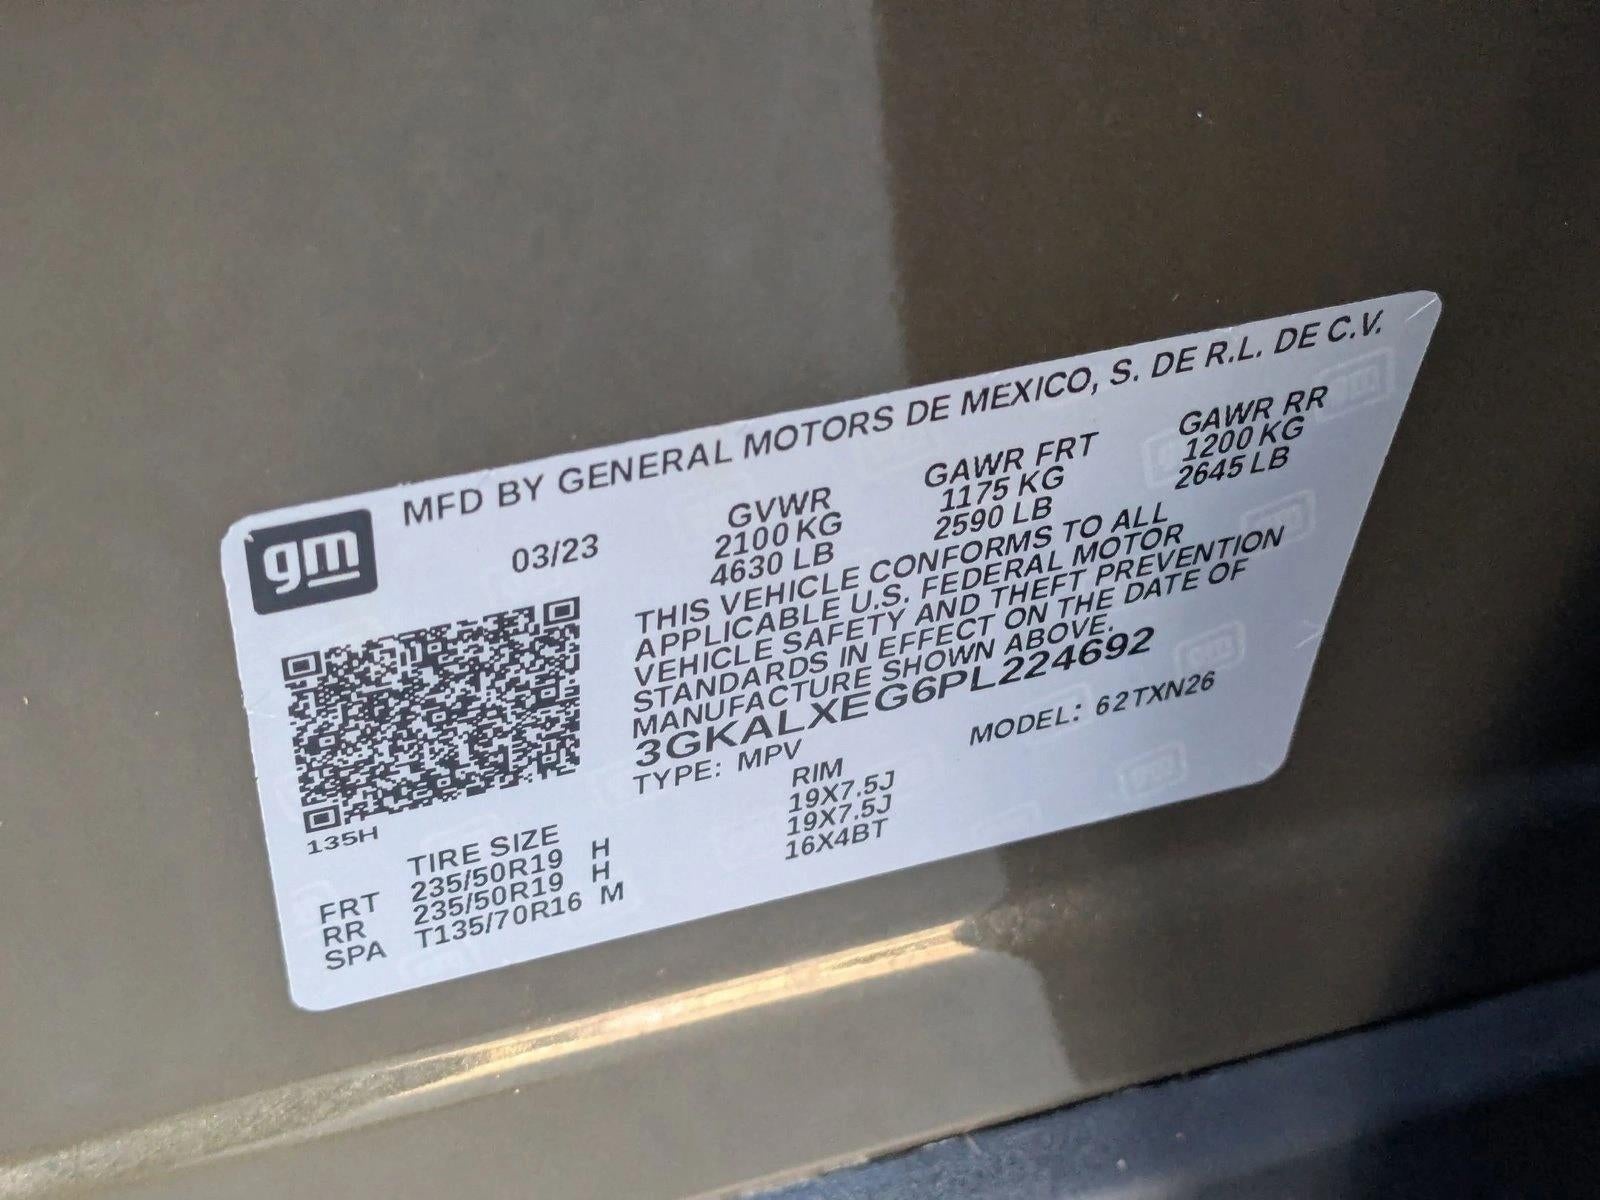 MFD BY GENERAL MOTORS DE MEXICO, S. DE R.L. DE C.V.
gm
03/23
GVWR
2100 KG
4630 LB
GAWR FRT
1175 KG
2590 LB
GAWR RR
1200 KG
2645 LB
THIS VEHICLE CONFORMS TO ALL
APPLICABLE U.S. FEDERAL MOTOR
VEHICLE SAFETY AND THEFT PREVENTION
STANDARDS IN EFFECT ON THE DATE OF
MANUFACTURE SHOWN ABOVE.
3GKALXEG6PL224692
TYPE: MPV
MODEL: 62TXN26
135H
TIRE SIZE RIM
FRT 235/50R19 H 19X7.5J
RR 235/50R19 H 19X7.5J
SPA T135/70R16 M 16X4BT